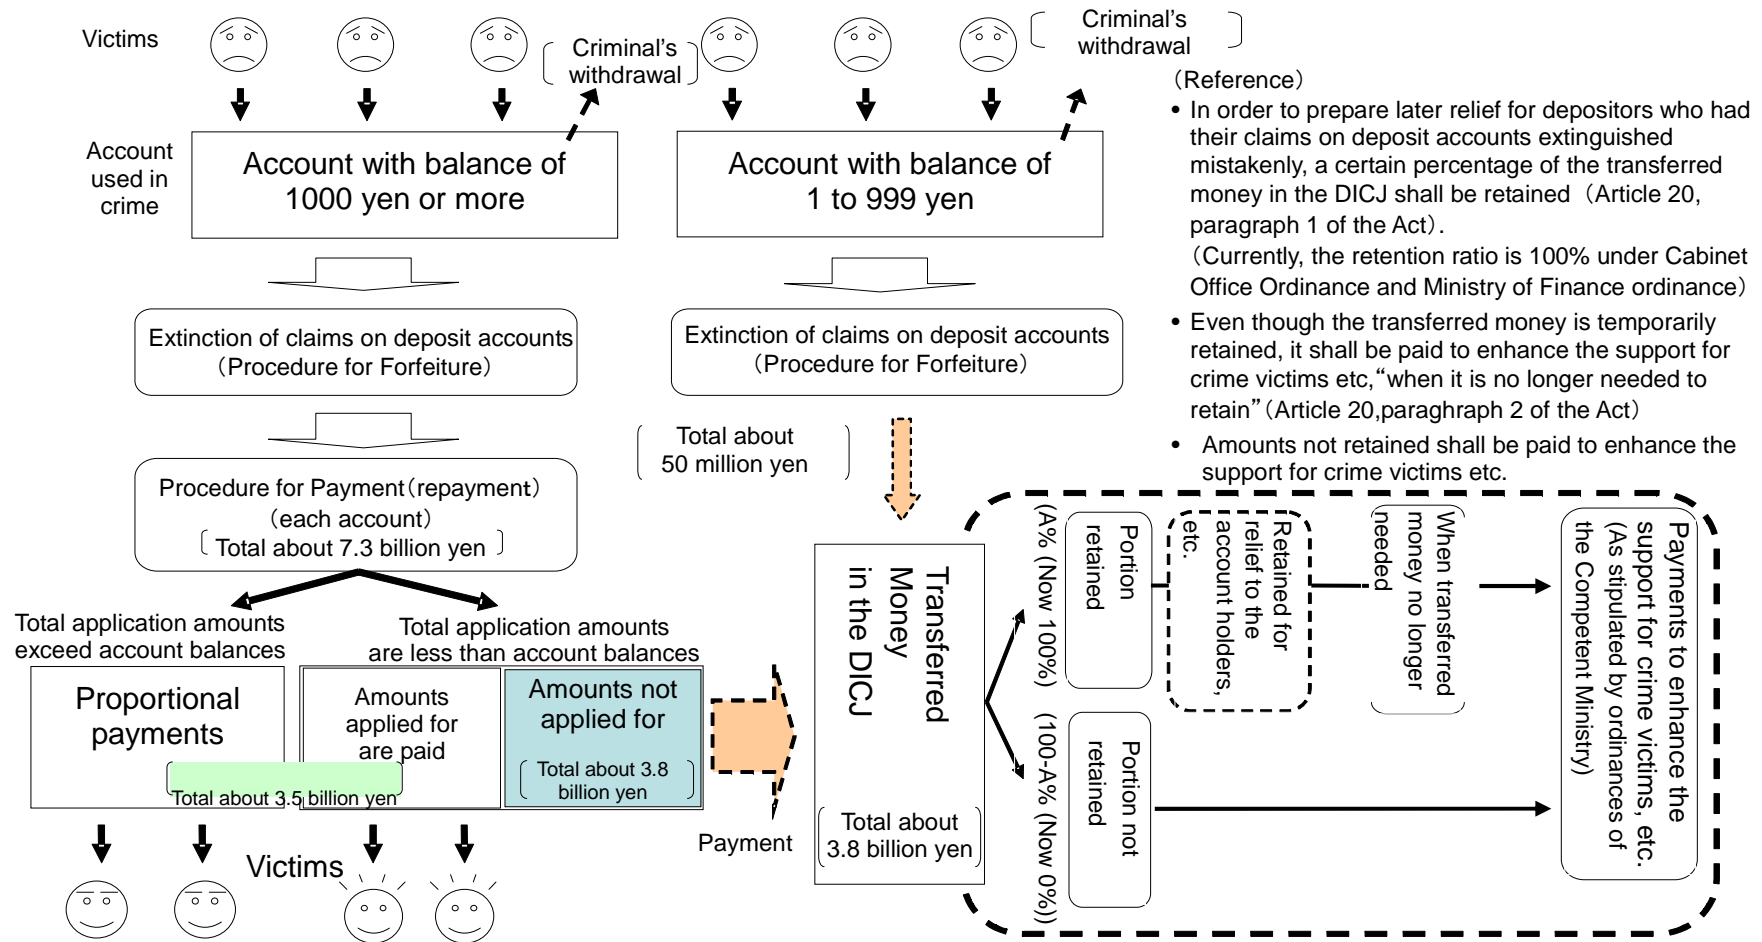 Victims
Criminal's
withdrawal
Criminal's
withdrawal
Account
used in
crime
Account with balance of
1000 yen or more
Account with balance of
1 to 999 yen
Extinction of claims on deposit accounts
（Procedure for Forfeiture）
Extinction of claims on deposit accounts
（Procedure for Forfeiture）
Procedure for Payment（repayment）
（each account）
Total about 7.3 billion yen
Total about
50 million yen
Total application amounts
exceed account balances
Total application amounts
are less than account balances
Proportional
payments
Amounts
applied for
are paid
Total about 3.5 billion yen
Amounts not
applied for
Total about 3.8
billion yen
Victims
Payment
Transferred
Money
in the DICJ
Total about
3.8 billion yen
(A% (Now 100%)
Portion
retained
Retained for
relief to the
account holders,
etc.
When transferred
money no longer
needed
(100-A% (Now 0%))
Portion not
retained
Payments to enhance the
support for crime victims, etc.
(As stipulated by ordinances of
the Competent Ministry)
（Reference）
• In order to prepare later relief for depositors who had
their claims on deposit accounts extinguished
mistakenly, a certain percentage of the transferred
money in the DICJ shall be retained（Article 20,
paragraph 1 of the Act）.
（Currently, the retention ratio is 100% under Cabinet
Office Ordinance and Ministry of Finance ordinance）
• Even though the transferred money is temporarily
retained, it shall be paid to enhance the support for
crime victims etc,“when it is no longer needed to
retain”（Article 20,paraghraph 2 of the Act）
• Amounts not retained shall be paid to enhance the
support for crime victims etc.